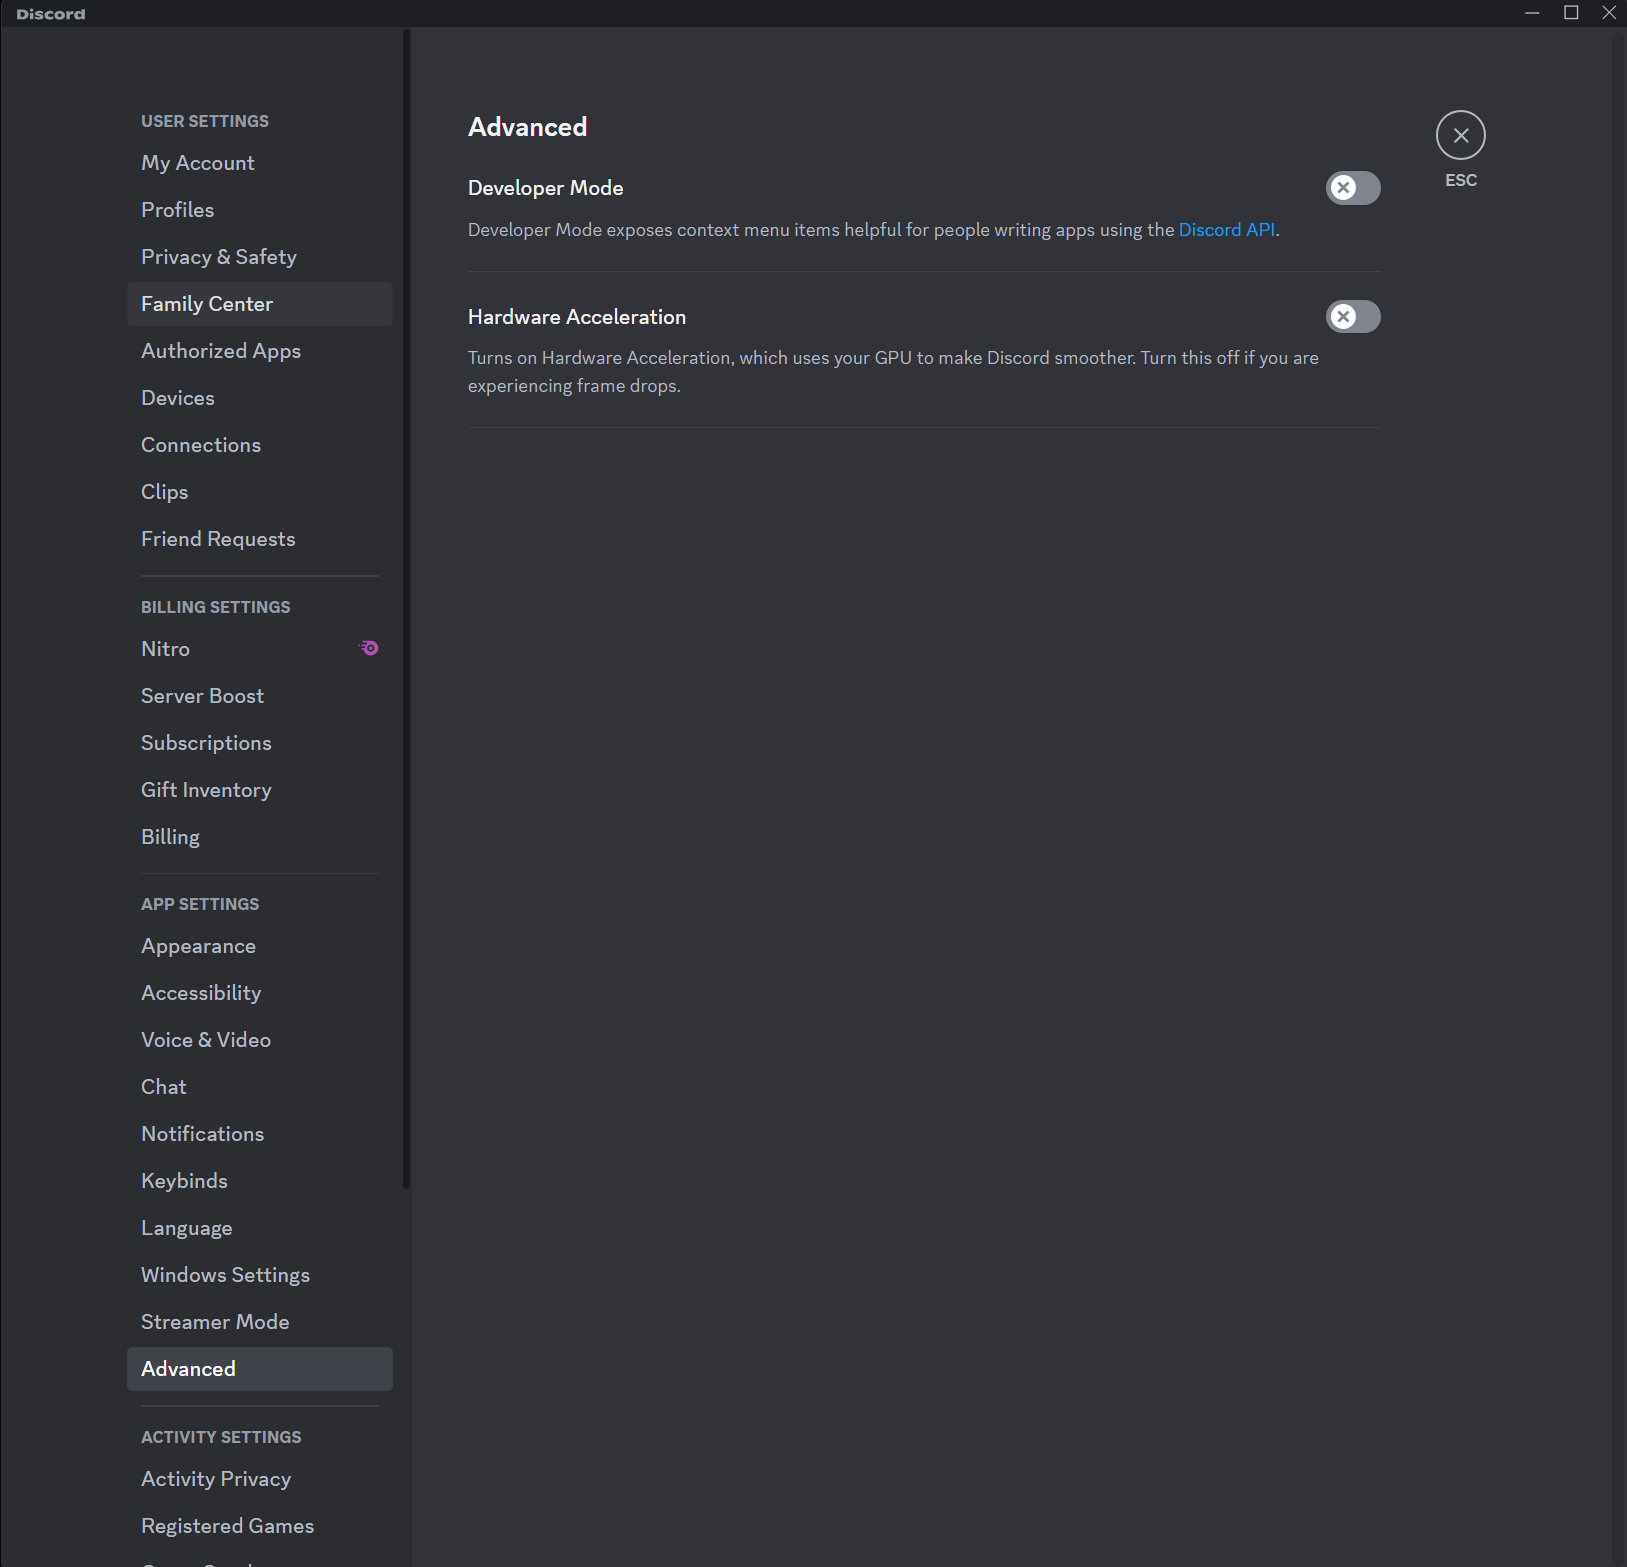 Discord
USER SETTINGS
My Account
Profiles
Privacy & Safety
Family Center
Authorized Apps
Devices
Connections
Clips
Friend Requests
BILLING SETTINGS
Nitro
Server Boost
Subscriptions
Gift Inventory
Billing
APP SETTINGS
Appearance
Accessibility
Voice & Video
Chat
Notifications
Keybinds
Language
Windows Settings
Streamer Mode
Advanced
ACTIVITY SETTINGS
Activity Privacy
Registered Games
Advanced
Developer Mode
Developer Mode exposes context menu items helpful for people writing apps using the Discord API.
Hardware Acceleration
Turns on Hardware Acceleration, which uses your GPU to make Discord smoother. Turn this off if you are
experiencing frame drops.
ESC